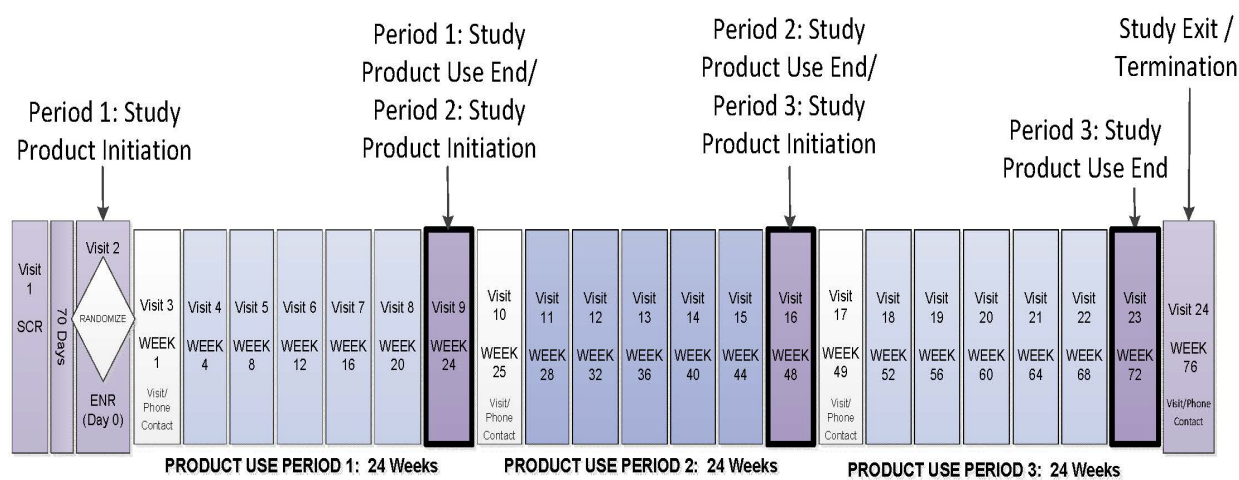 Period 1: Study
Product Initiation
Period 1: Study
Product Use End/
Period 2: Study
Product Initiation
Period 2: Study
Product Use End/
Period 3: Study
Product Initiation
Period 3: Study
Product Use End
Study Exit /
Termination
Visit
1
SCR
70 Days
Visit 2
RANDOMIZE
ENR
(Day 0)
Visit 3
WEEK
1
Visit/
Phone
Contact
Visit 4
WEEK
4
Visit 5
WEEK
8
Visit 6
WEEK
12
Visit 7
WEEK
16
Visit 8
WEEK
20
Visit 9
WEEK
24
Visit
10
WEEK
25
Visit/
Phone
Contact
Visit
11
WEEK
28
Visit
12
WEEK
32
Visit
13
WEEK
36
Visit
14
WEEK
40
Visit
15
WEEK
44
Visit
16
WEEK
48
Visit
17
WEEK
49
Visit/
Phone
Contact
Visit
18
WEEK
52
Visit
19
WEEK
56
Visit
20
WEEK
60
Visit
21
WEEK
64
Visit
22
WEEK
68
Visit
23
WEEK
72
Visit 24
WEEK
76
Visit/Phone
Contact
PRODUCT USE PERIOD 1: 24 Weeks
PRODUCT USE PERIOD 2: 24 Weeks
PRODUCT USE PERIOD 3: 24 Weeks